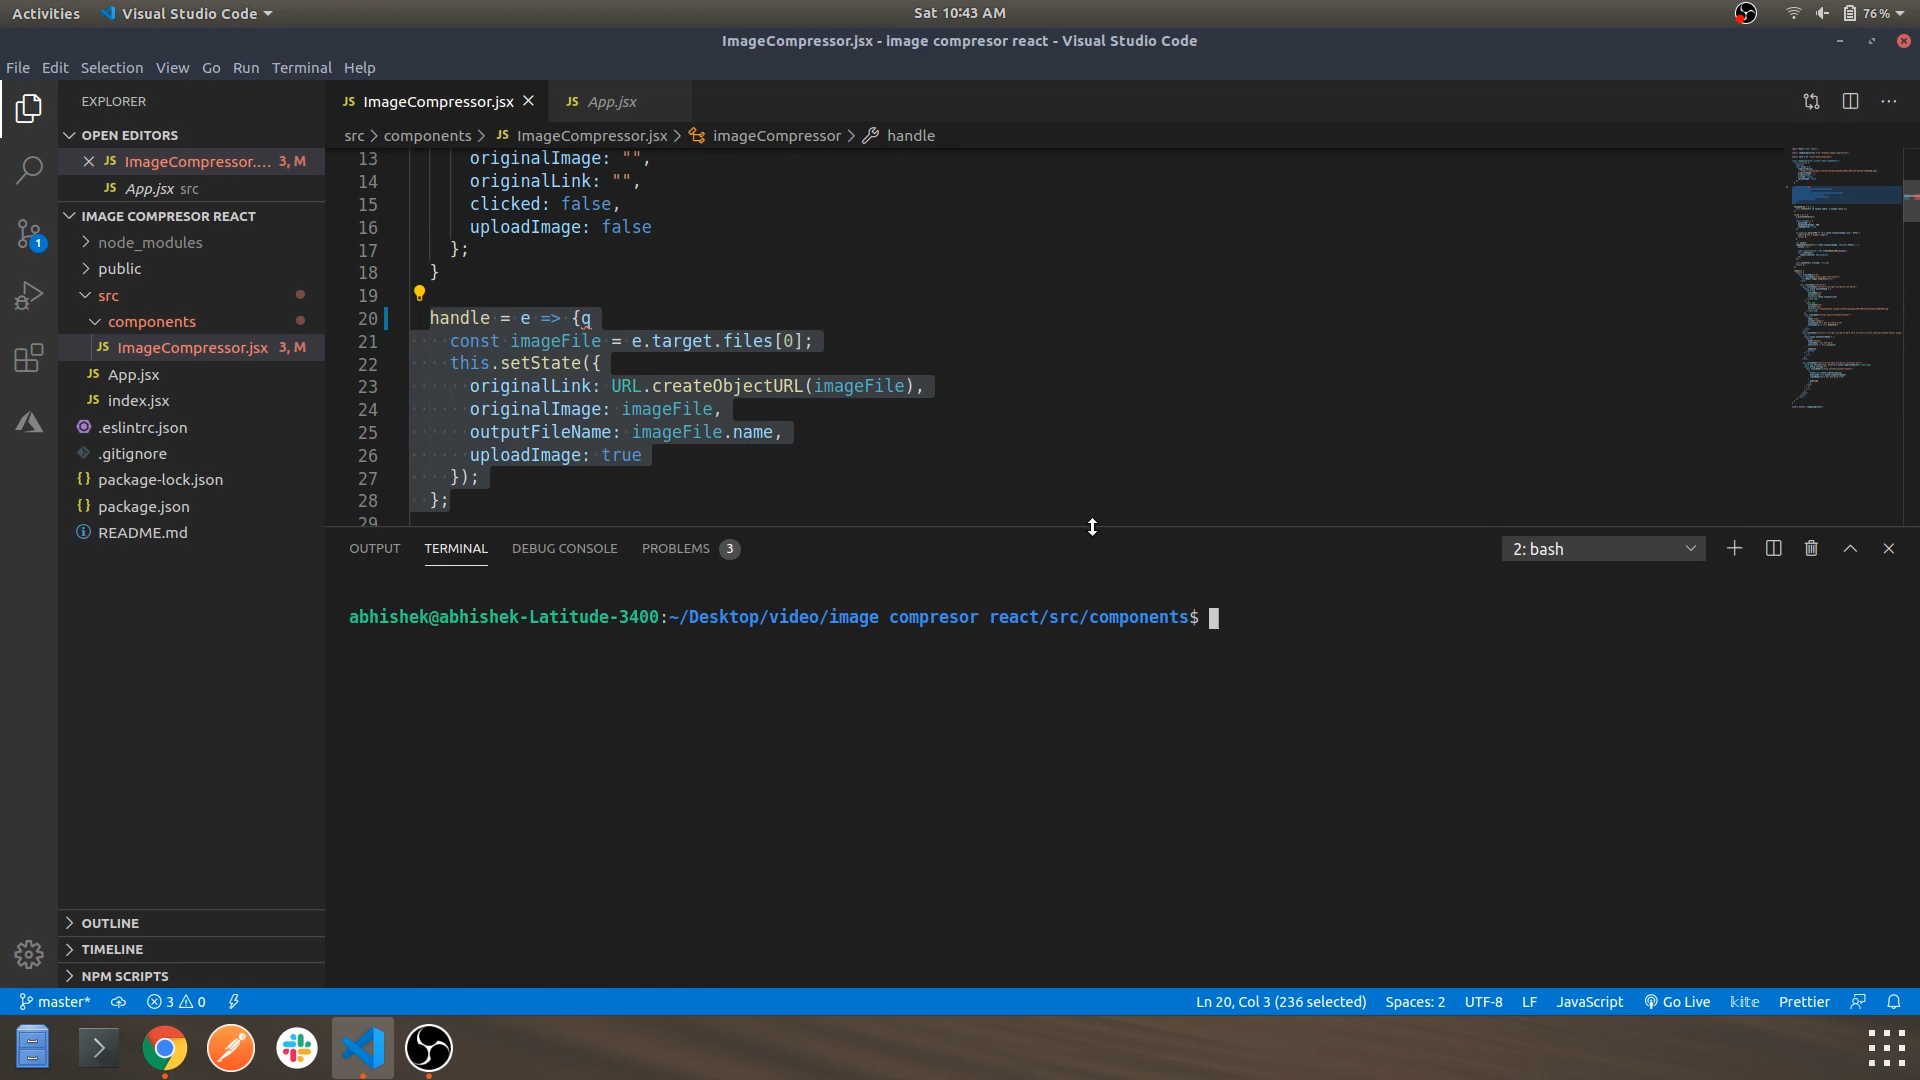 Activities Visual Studio Code Sat 10:43 AM 76 %
ImageCompressor.jsx - image compresor react - Visual Studio Code
File Edit Selection View Go Run Terminal Help
EXPLORER
OPEN EDITORS
JS ImageCompressor.... 3, M
JS App.jsx src
IMAGE COMPRESOR REACT
node_modules
public
src
components
JS ImageCompressor.jsx 3, M
JS App.jsx
JS index.jsx
.eslintrc.json
.gitignore
{} package-lock.json
{} package.json
README.md
OUTLINE
TIMELINE
NPM SCRIPTS
1
JS ImageCompressor.jsx JS App.jsx
src > components > JS ImageCompressor.jsx > imageCompressor > handle
13 originalImage: "",
14 originalLink: "",
15 clicked: false,
16 uploadImage: false
17 };
18 }
19
20 handle = e => {q
21 const imageFile = e.target.files[0];
22 this.setState({
23 originalLink: URL.createObjectURL(imageFile),
24 originalImage: imageFile,
25 outputFileName: imageFile.name,
26 uploadImage: true
27 });
28 };
29
OUTPUT TERMINAL DEBUG CONSOLE PROBLEMS 3 2: bash
abhishek@abhishek-Latitude-3400:~/Desktop/video/image compresor react/src/components$
master* 3 0 Ln 20, Col 3 (236 selected) Spaces: 2 UTF-8 LF JavaScript Go Live kite Prettier